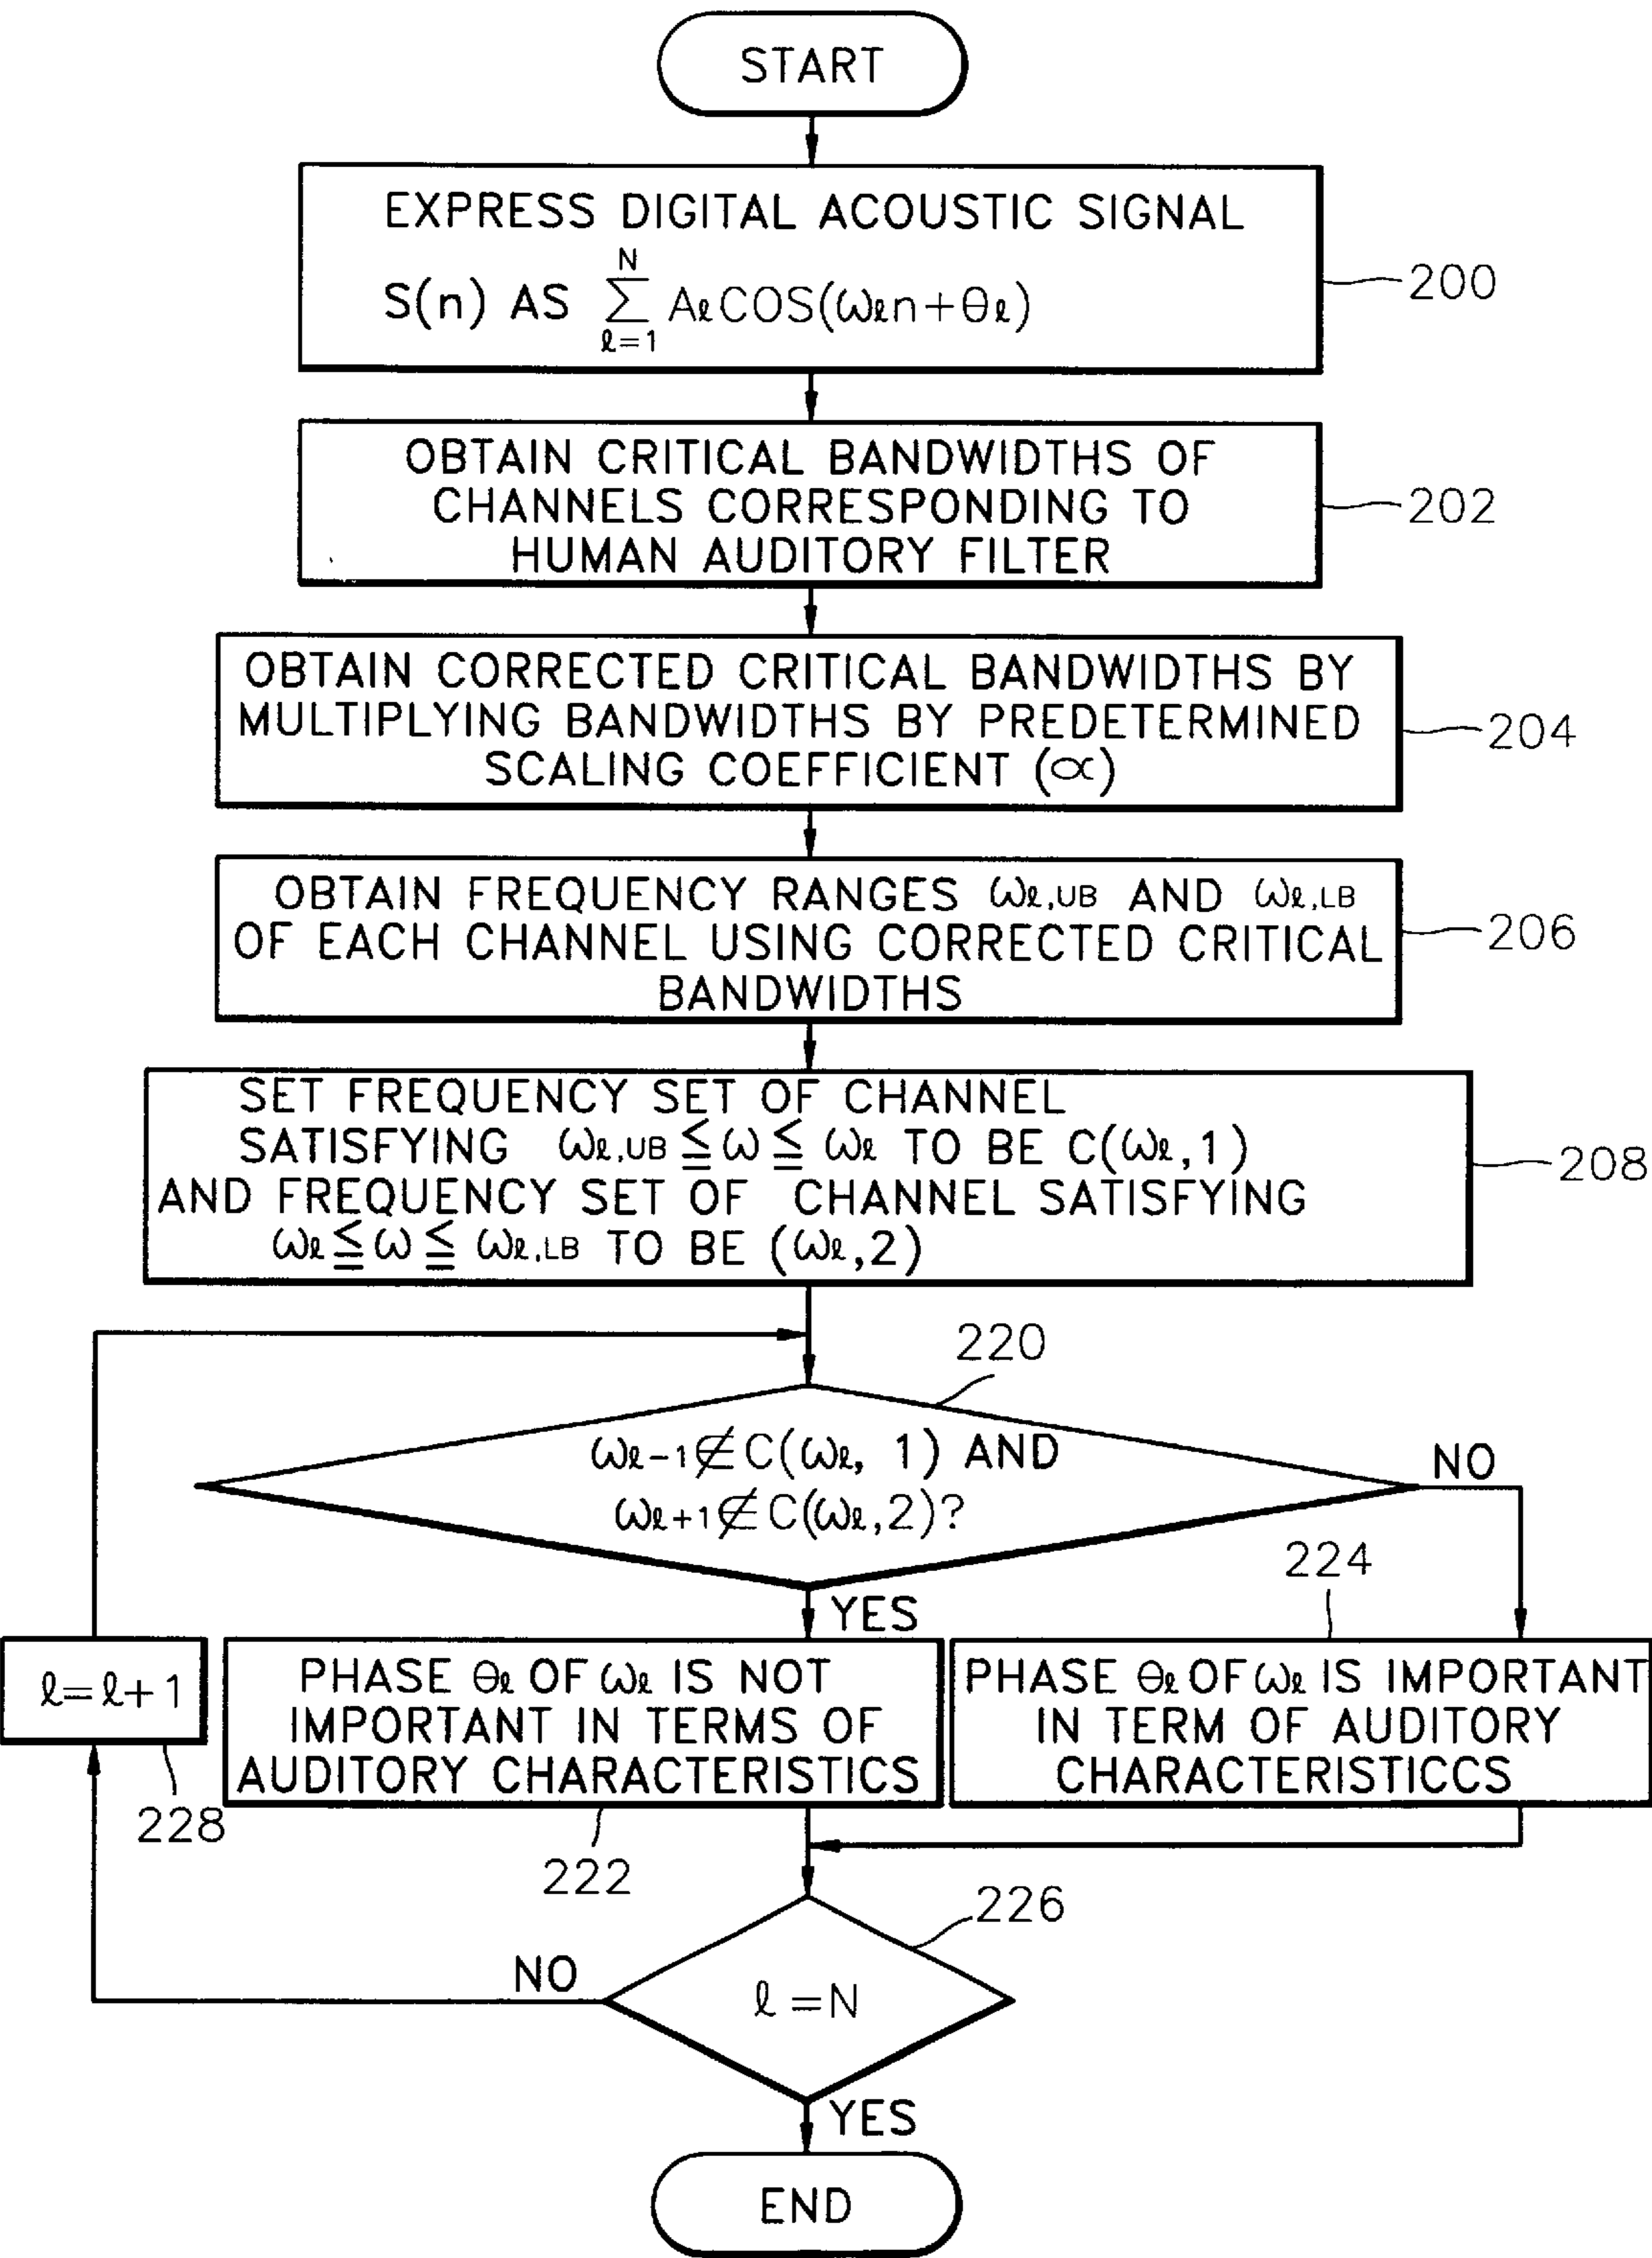 START
EXPRESS DIGITAL ACOUSTIC SIGNAL
S(n) AS N∑ℓ=1 AℓCOS(ωℓn+θℓ)
200
OBTAIN CRITICAL BANDWIDTHS OF
CHANNELS CORRESPONDING TO
HUMAN AUDITORY FILTER
202
OBTAIN CORRECTED CRITICAL BANDWIDTHS BY
MULTIPLYING BANDWIDTHS BY PREDETERMINED
SCALING COEFFICIENT (∝)
204
OBTAIN FREQUENCY RANGES ωℓ,UB AND ωℓ,LB
OF EACH CHANNEL USING CORRECTED CRITICAL
BANDWIDTHS
206
SET FREQUENCY SET OF CHANNEL
SATISFYING ωℓ,UB ≦ ω ≦ ωℓ TO BE C(ωℓ,1)
AND FREQUENCY SET OF CHANNEL SATISFYING
ωℓ ≦ ω ≦ ωℓ,LB TO BE (ωℓ,2)
208
220
ωℓ−1∉C(ωℓ, 1) AND
ωℓ+1∉C(ωℓ,2)?
NO
YES
224
ℓ=ℓ+1
228
PHASE θℓ OF ωℓ IS NOT
IMPORTANT IN TERMS OF
AUDITORY CHARACTERISTICS
222
PHASE θℓ OF ωℓ IS IMPORTANT
IN TERM OF AUDITORY
CHARACTERISTICCS
226
NO
ℓ=N
YES
END